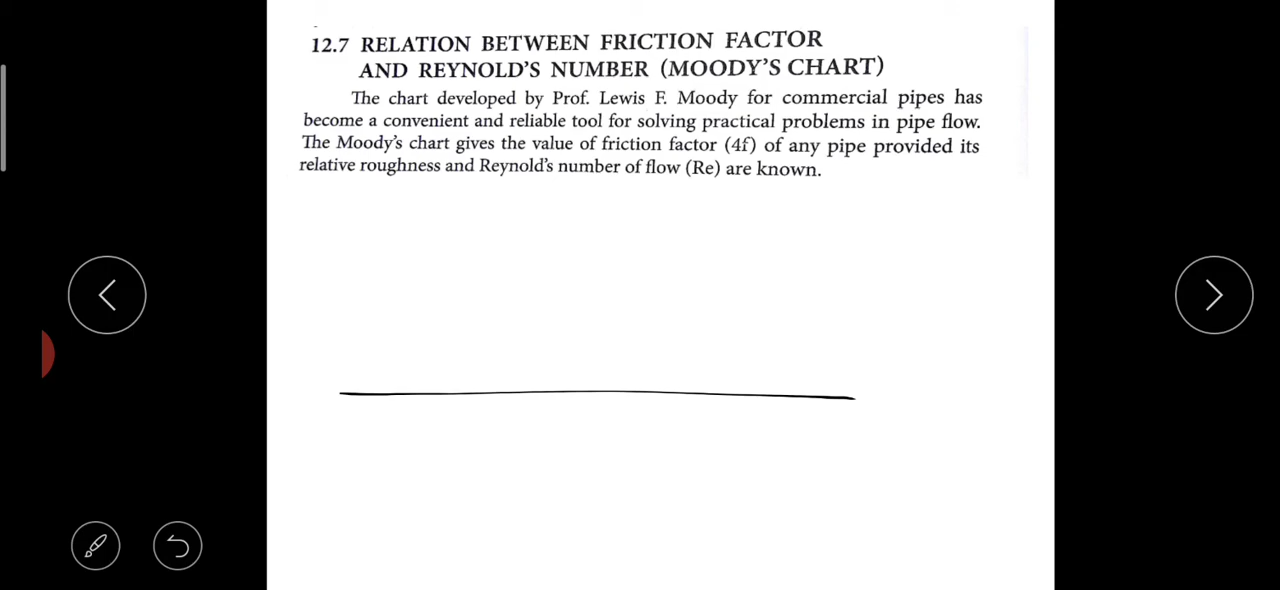 12.7 RELATION BETWEEN FRICTION FACTOR
AND REYNOLD'S NUMBER (MOODY'S CHART)
The chart developed by Prof. Lewis F. Moody for commercial pipes has
become a convenient and reliable tool for solving practical problems in pipe flow.
The Moody's chart gives the value of friction factor (4f) of any pipe provided its
relative roughness and Reynold's number of flow (Re) are known.